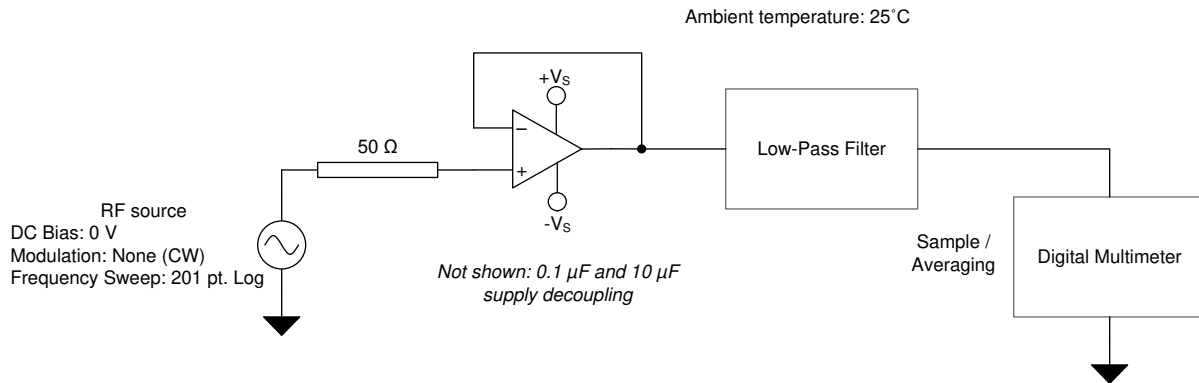 Ambient temperature: 25˚C
+VS
−
50 Ω
+
Low-Pass Filter
-VS
RF source
DC Bias: 0 V
Modulation: None (CW)
Frequency Sweep: 201 pt. Log
Not shown: 0.1 µF and 10 µF
supply decoupling
Sample /
Averaging
Digital Multimeter